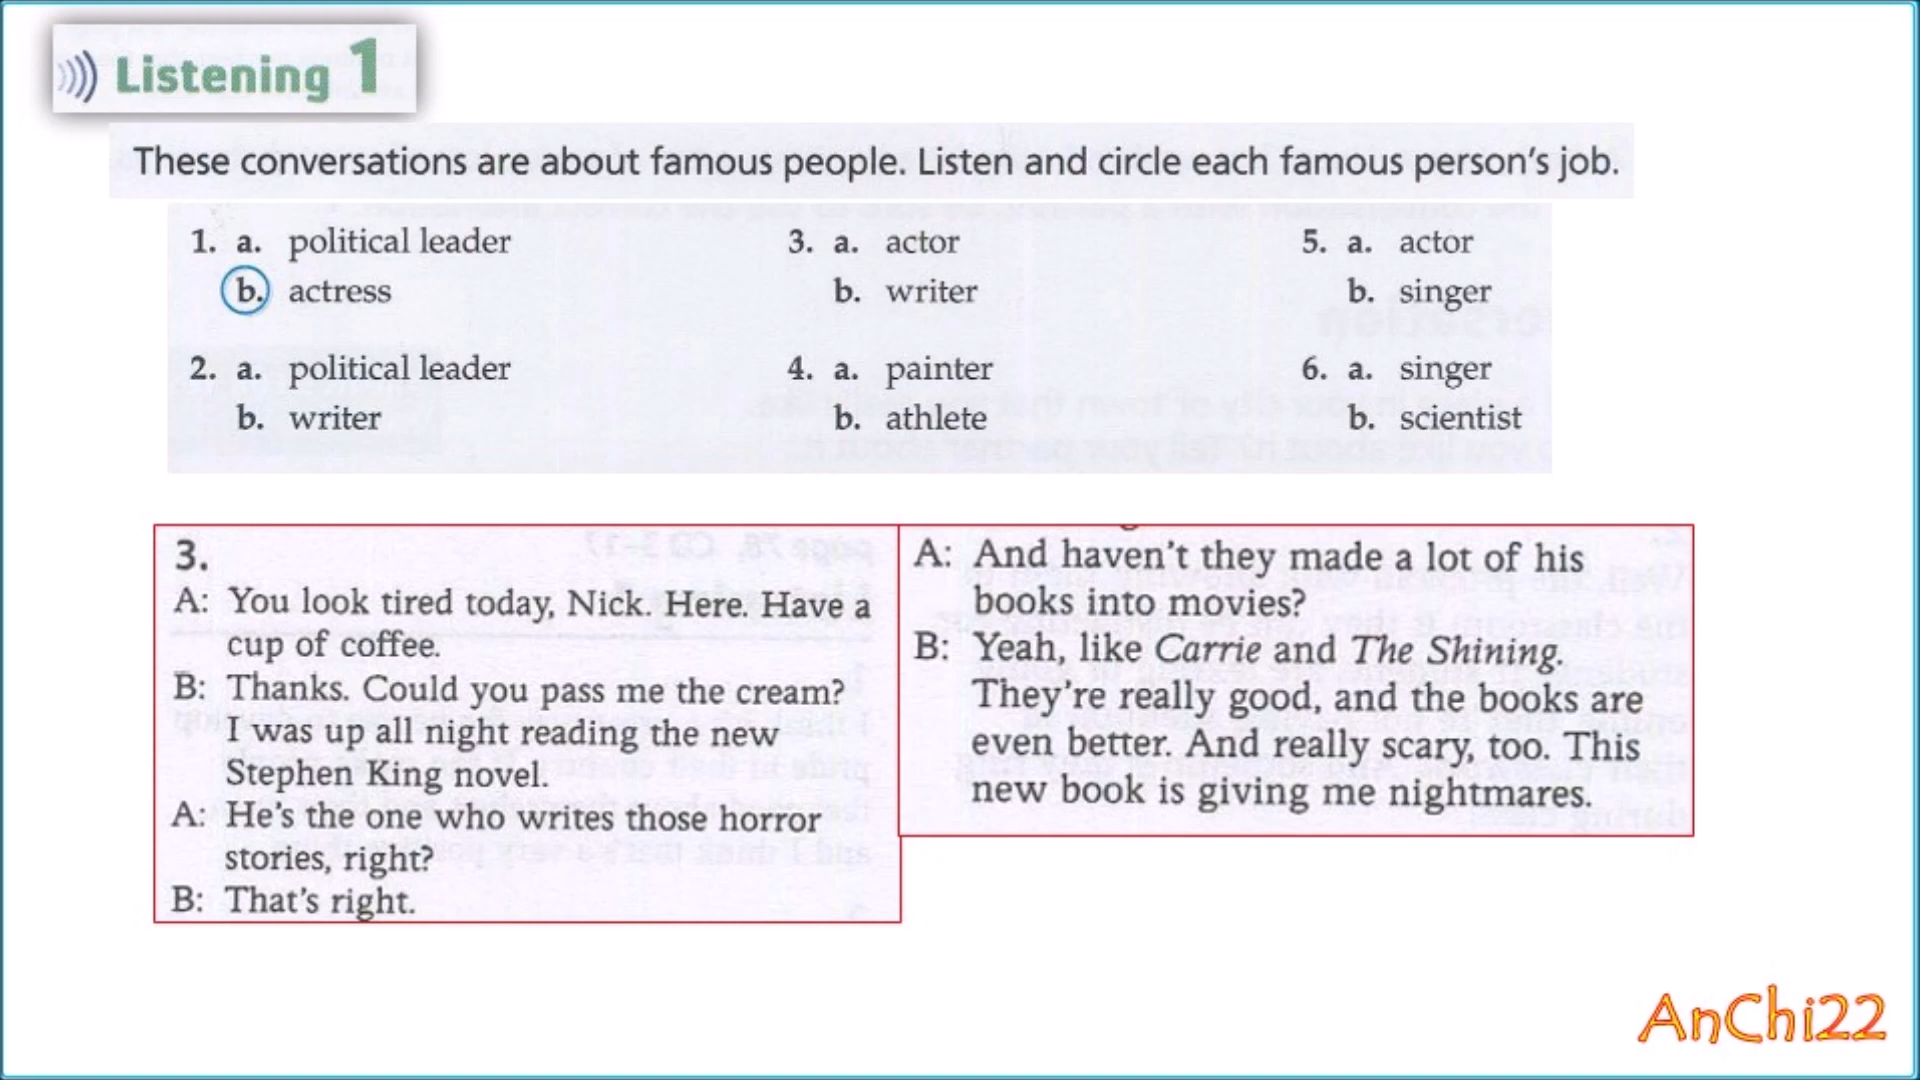 Listening 1
These conversations are about famous people. Listen and circle each famous person's job.
1. a. political leader
b. actress
2. a. political leader
b. writer
3. a. actor
b. writer
4. a. painter
b. athlete
5. a. actor
b. singer
6. a. singer
b. scientist
3.
A: You look tired today, Nick. Here. Have a
cup of coffee.
B: Thanks. Could you pass me the cream?
I was up all night reading the new
Stephen King novel.
A: He's the one who writes those horror
stories, right?
B: That's right.
A: And haven't they made a lot of his
books into movies?
B: Yeah, like Carrie and The Shining.
They're really good, and the books are
even better. And really scary, too. This
new book is giving me nightmares.
AnChi22